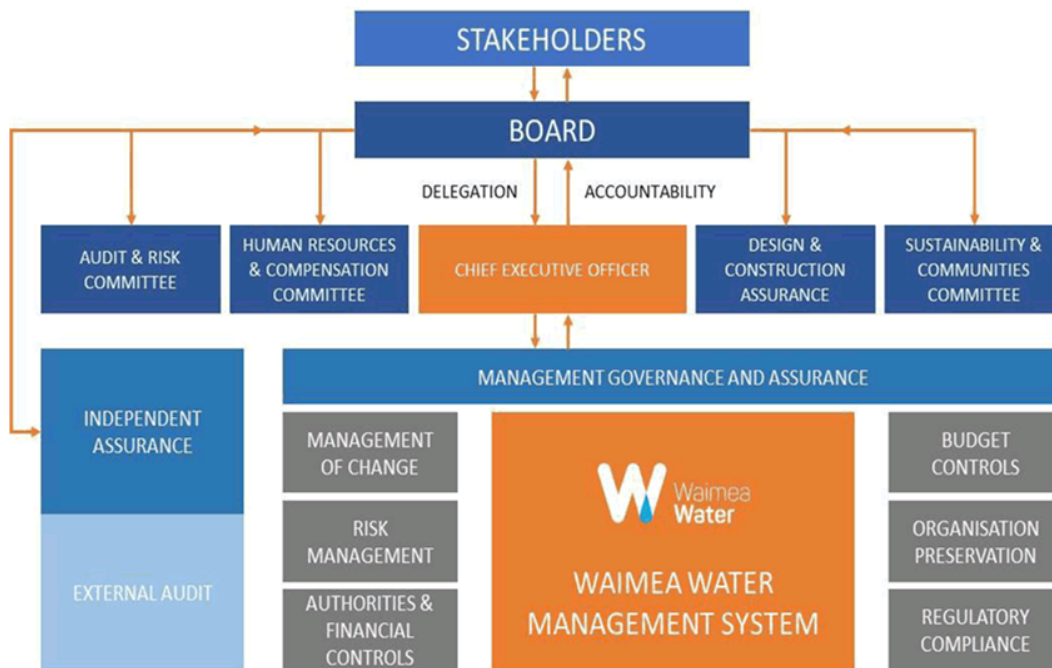 STAKEHOLDERS
BOARD
DELEGATION
ACCOUNTABILITY
AUDIT & RISK
COMMITTEE
HUMAN RESOURCES
& COMPENSATION
COMMITTEE
CHIEF EXECUTIVE OFFICER
DESIGN &
CONSTRUCTION
ASSURANCE
SUSTAINABILITY &
COMMUNITIES
COMMITTEE
INDEPENDENT
ASSURANCE
EXTERNAL AUDIT
MANAGEMENT GOVERNANCE AND ASSURANCE
MANAGEMENT
OF CHANGE
RISK
MANAGEMENT
AUTHORITIES &
FINANCIAL
CONTROLS
Waimea
Water
WAIMEA WATER
MANAGEMENT SYSTEM
BUDGET
CONTROLS
ORGANISATION
PRESERVATION
REGULATORY
COMPLIANCE